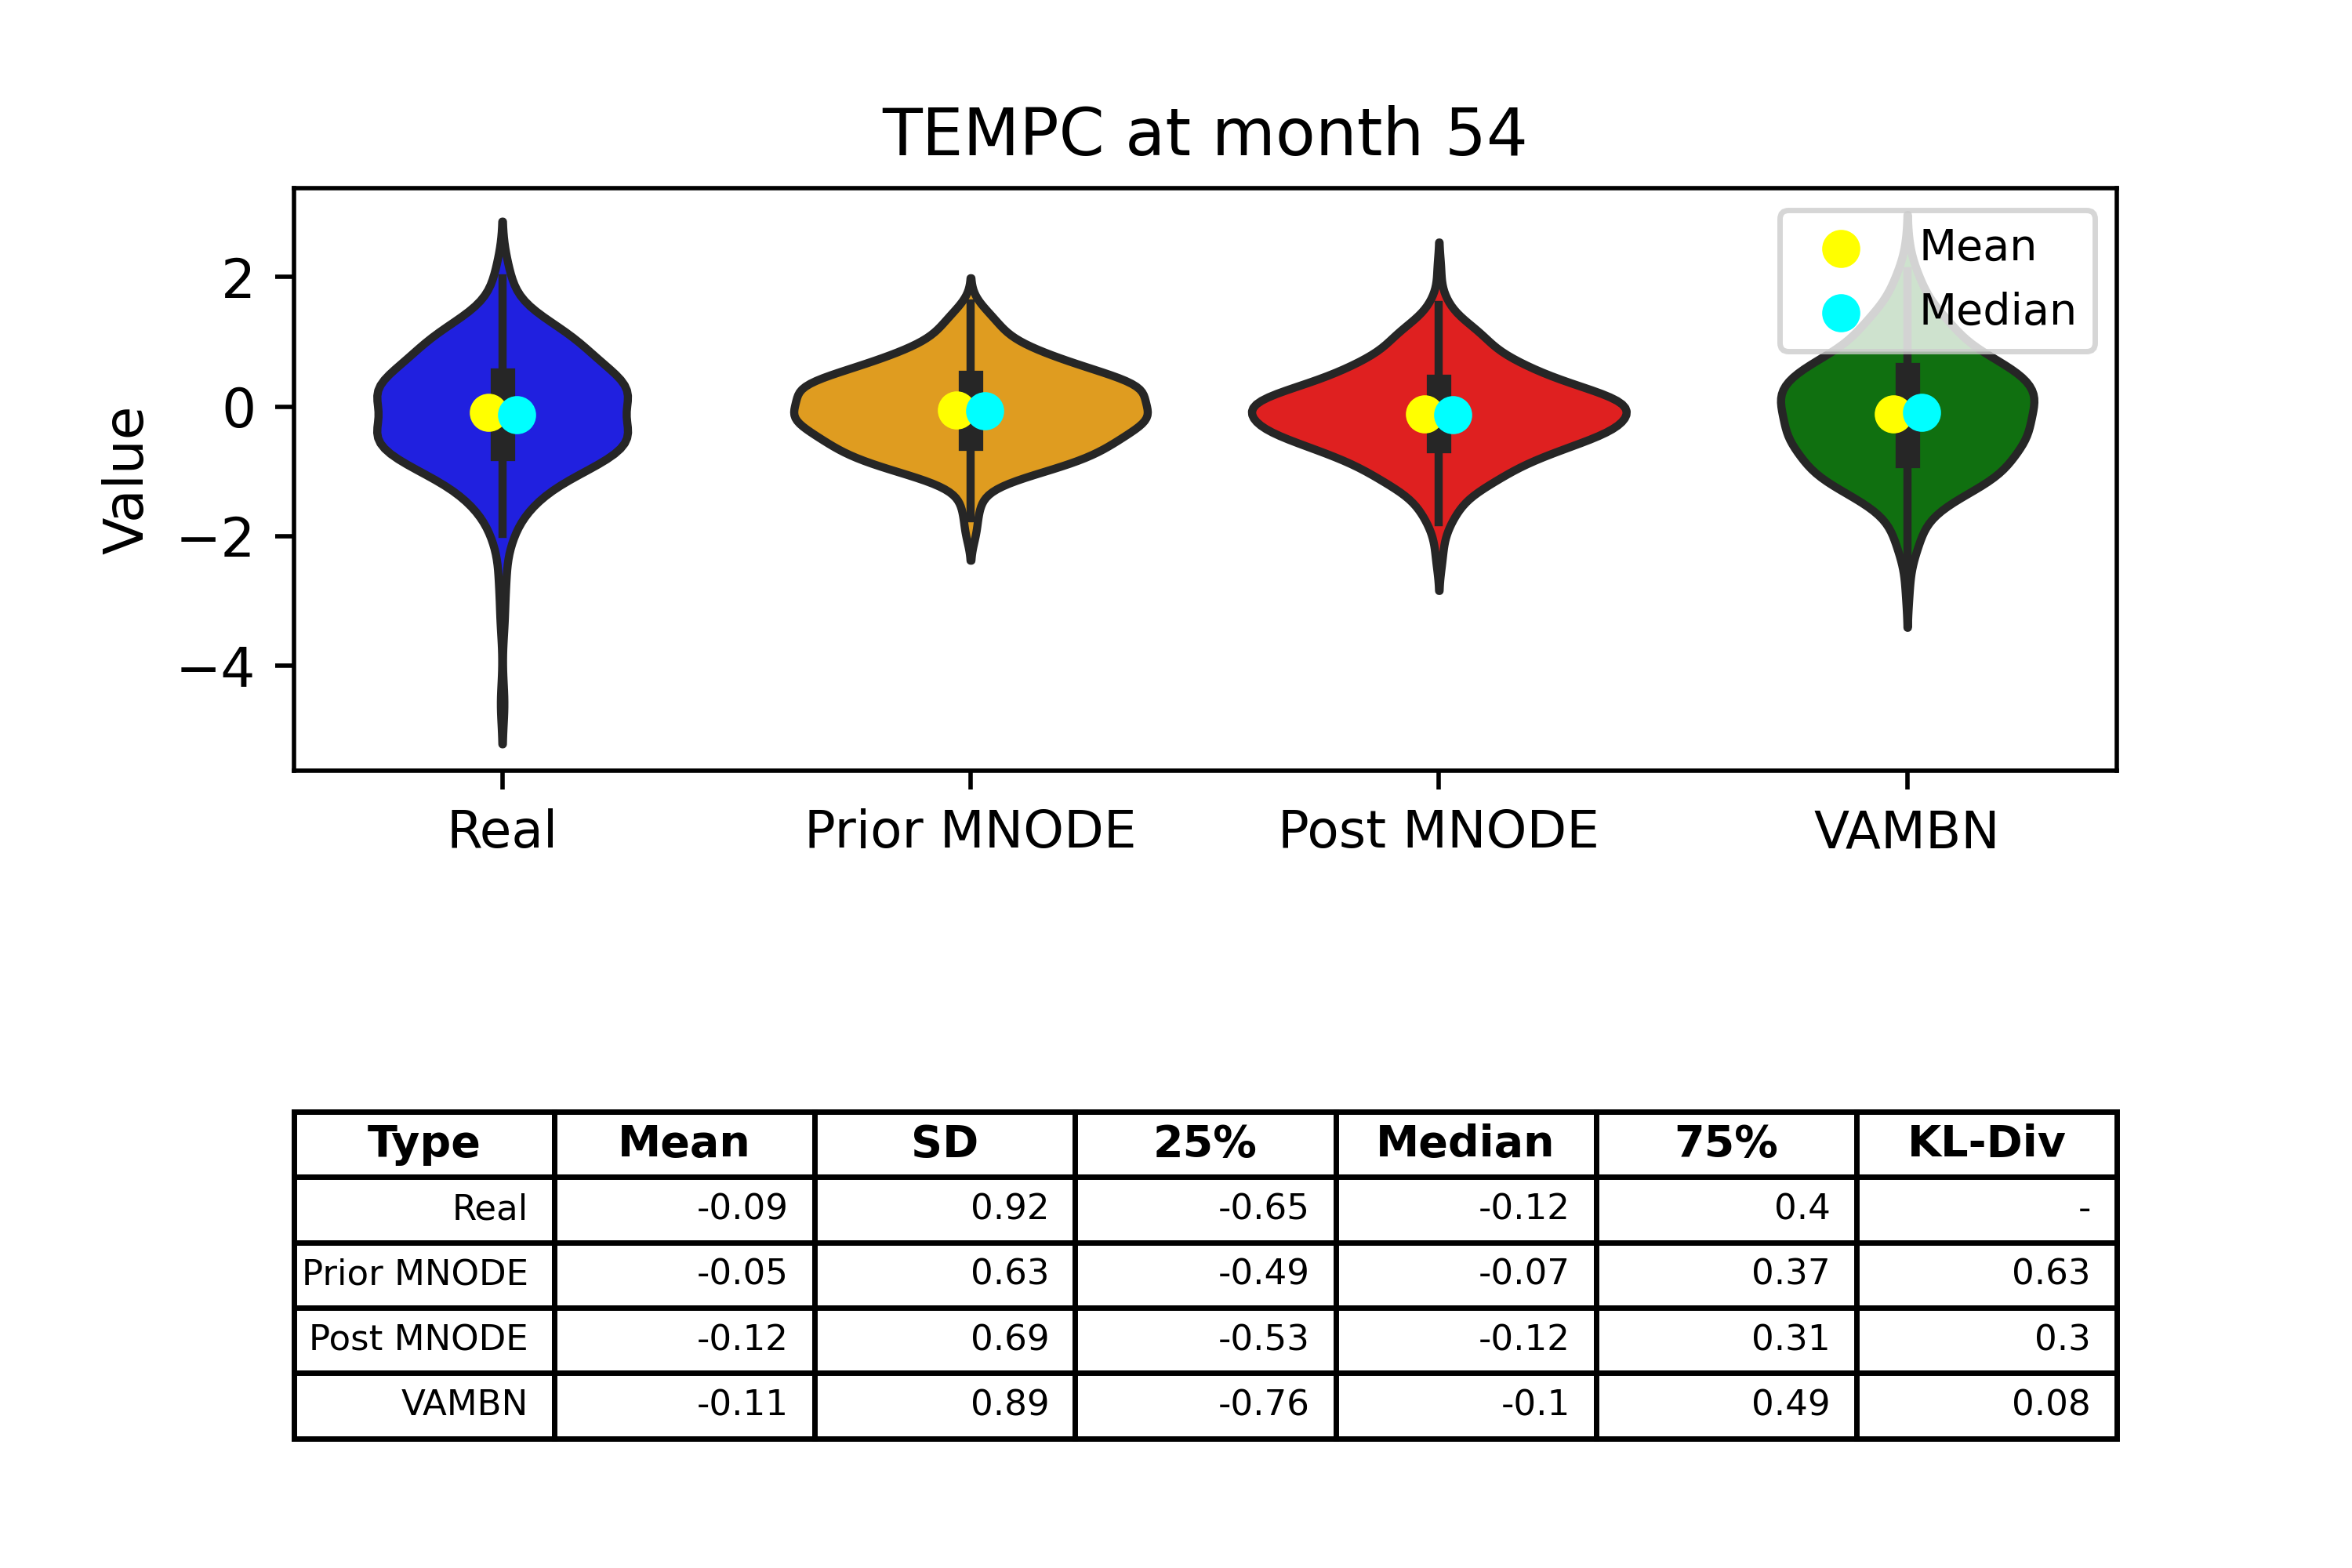 TEMPC at month 54
Value
2
0
−2
−4
Mean
Median
Real Prior MNODE Post MNODE VAMBN
Type Mean SD 25% Median 75% KL-Div
Real -0.09 0.92 -0.65 -0.12 0.4 -
Prior MNODE -0.05 0.63 -0.49 -0.07 0.37 0.63
Post MNODE -0.12 0.69 -0.53 -0.12 0.31 0.3
VAMBN -0.11 0.89 -0.76 -0.1 0.49 0.08